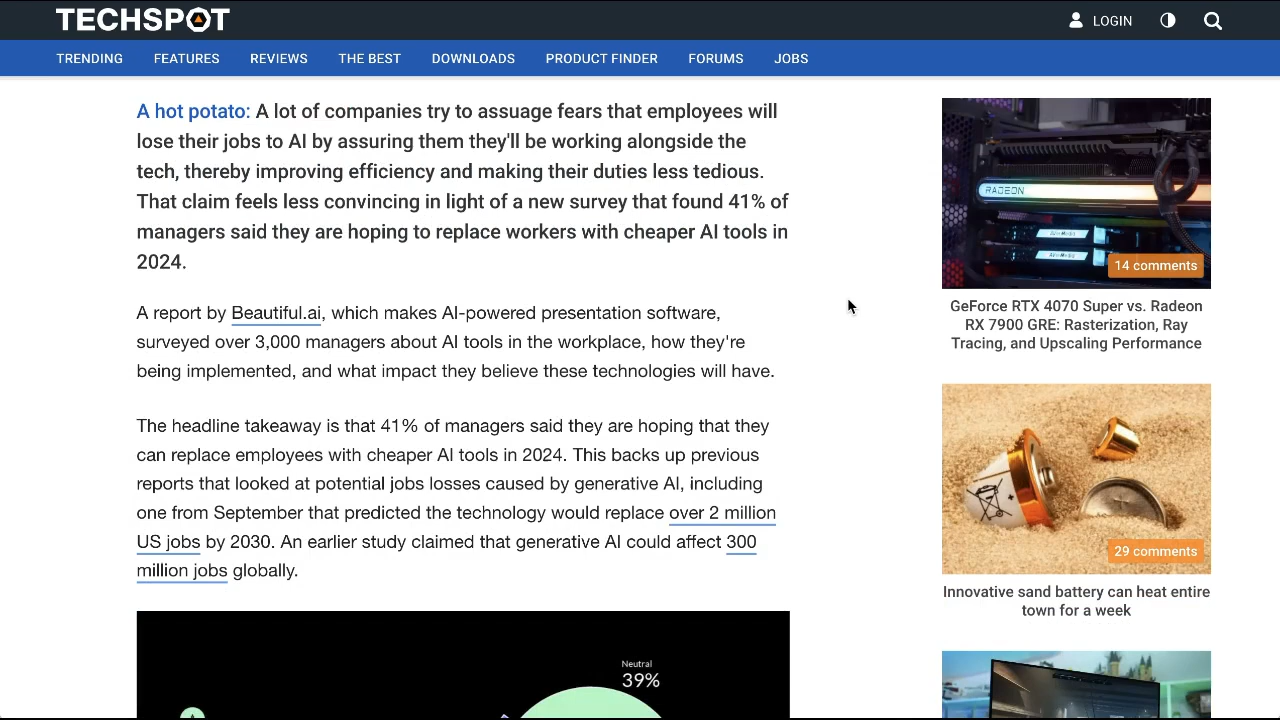 TECHSPOT
LOGIN
TRENDING FEATURES REVIEWS THE BEST DOWNLOADS PRODUCT FINDER FORUMS JOBS
A hot potato: A lot of companies try to assuage fears that employees will
lose their jobs to AI by assuring them they'll be working alongside the
tech, thereby improving efficiency and making their duties less tedious.
That claim feels less convincing in light of a new survey that found 41% of
managers said they are hoping to replace workers with cheaper AI tools in
2024.
A report by Beautiful.ai, which makes AI-powered presentation software,
surveyed over 3,000 managers about AI tools in the workplace, how they're
being implemented, and what impact they believe these technologies will have.
The headline takeaway is that 41% of managers said they are hoping that they
can replace employees with cheaper AI tools in 2024. This backs up previous
reports that looked at potential jobs losses caused by generative AI, including
one from September that predicted the technology would replace over 2 million
US jobs by 2030. An earlier study claimed that generative AI could affect 300
million jobs globally.
Neutral
39%
RADEON
AVerMedia
AVerMedia
14 comments
GeForce RTX 4070 Super vs. Radeon
RX 7900 GRE: Rasterization, Ray
Tracing, and Upscaling Performance
29 comments
Innovative sand battery can heat entire
town for a week